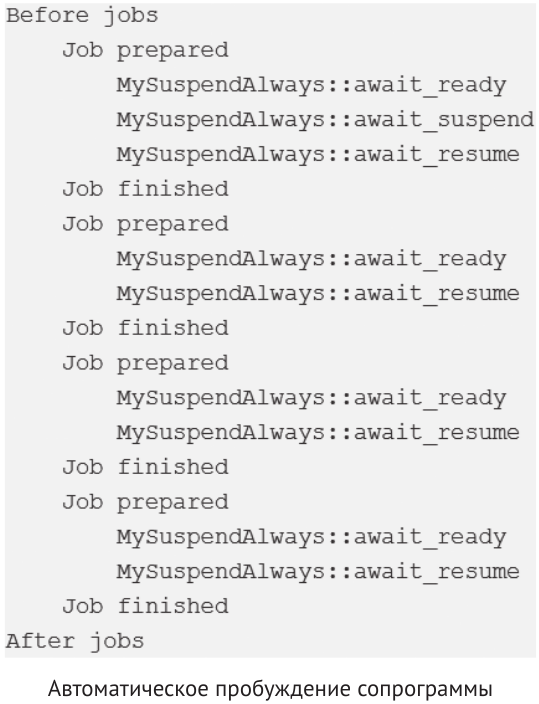 Before jobs
Job prepared
MySuspendAlways::await_ready
MySuspendAlways::await_suspend
MySuspendAlways::await_resume
Job finished
Job prepared
MySuspendAlways::await_ready
MySuspendAlways::await_resume
Job finished
Job prepared
MySuspendAlways::await_ready
MySuspendAlways::await_resume
Job finished
Job prepared
MySuspendAlways::await_ready
MySuspendAlways::await_resume
Job finished
After jobs
Автоматическое пробуждение сопрограммы